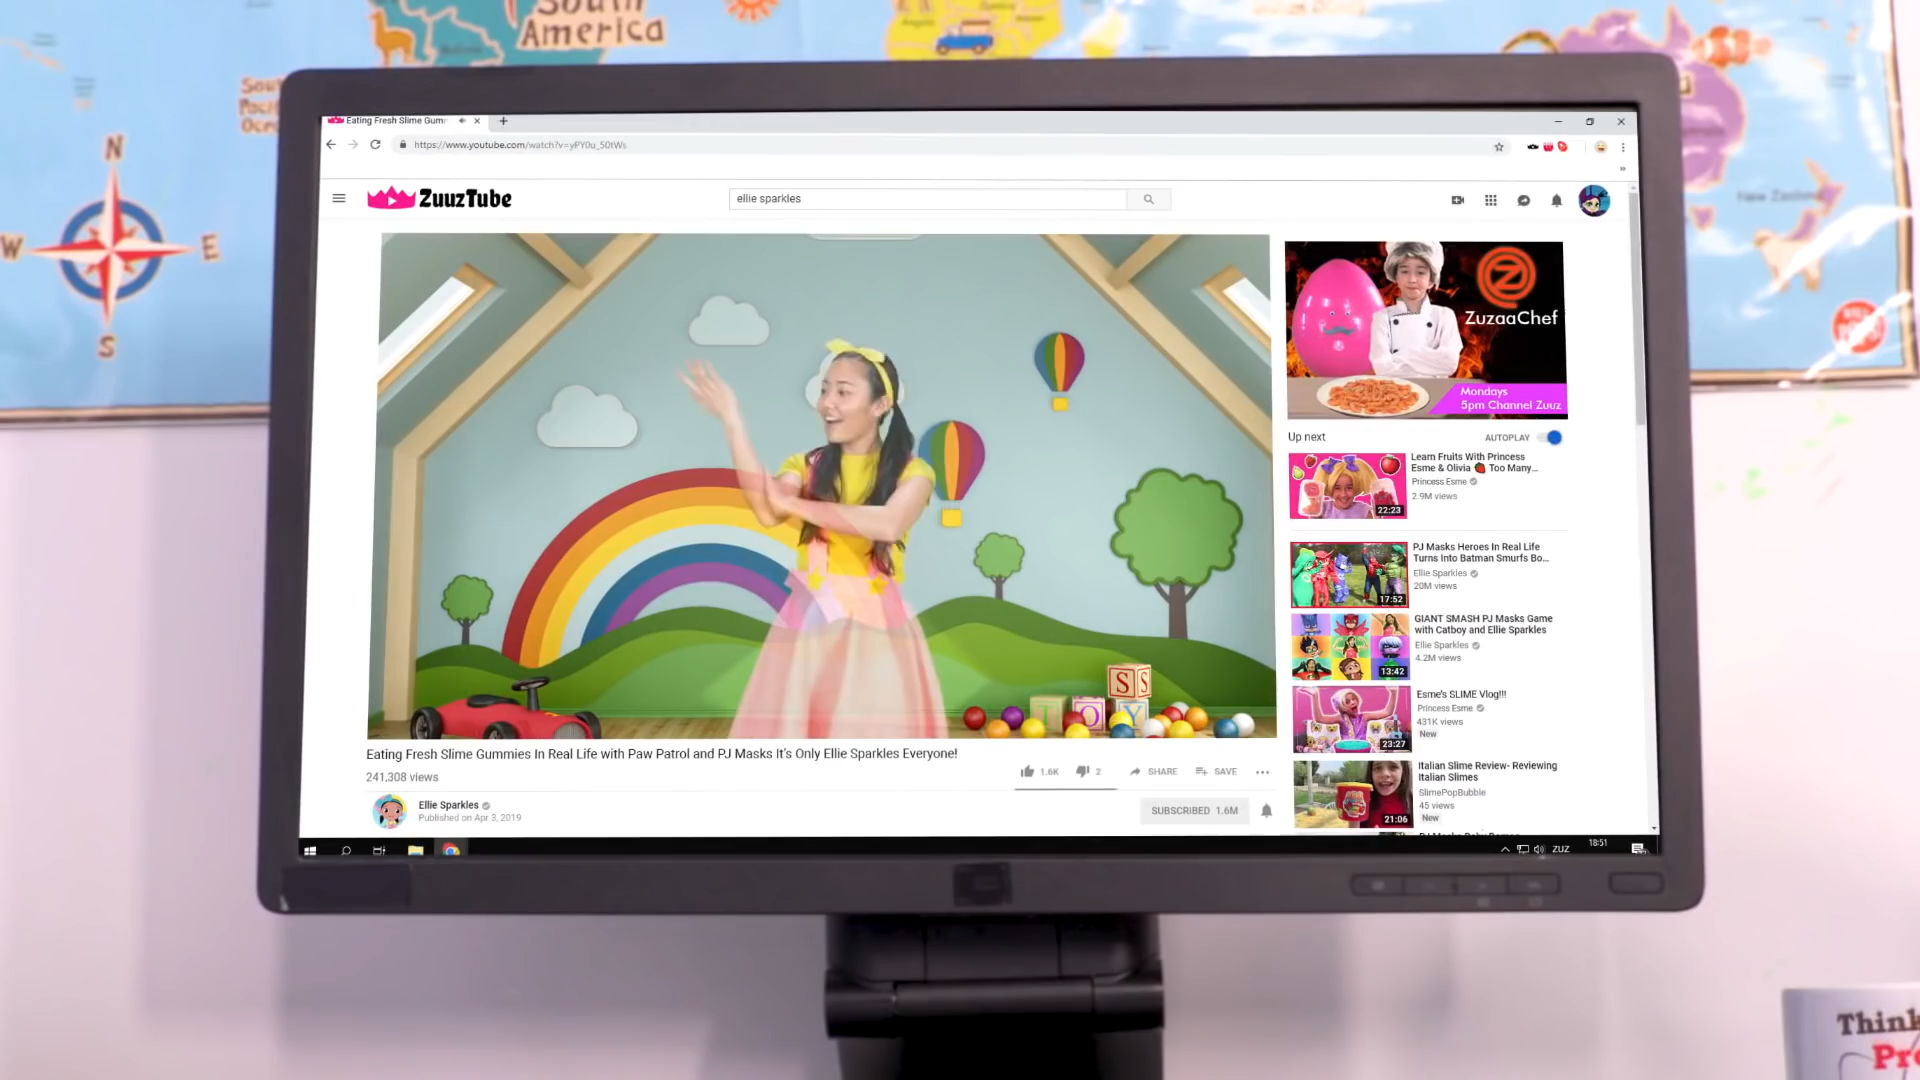 South
America
N
W
E
S
New Zealand
Eating Fresh Slime Gum
https://www.youtube.com/watch?v=yPY0u_50tWs
ZuuzTube
ellie sparkles
ZuzaaChef
Mondays
5pm Channel Zuuz
Up next
AUTOPLAY
Learn Fruits With Princess
Esme & Olivia 🍓 Too Many...
Princess Esme
2.9M views
22:23
PJ Masks Heroes In Real Life
Turns Into Batman Smurfs Bo...
Ellie Sparkles
20M views
17:52
GIANT SMASH PJ Masks Game
with Catboy and Ellie Sparkles
Ellie Sparkles
4.2M views
13:42
Esme's SLIME Vlog!!!
Princess Esme
431K views
New
23:27
Italian Slime Review- Reviewing
Italian Slimes
SlimePopBubble
45 views
New
21:06
S S
T O Y
Eating Fresh Slime Gummies In Real Life with Paw Patrol and PJ Masks It's Only Ellie Sparkles Everyone!
241,308 views
1.6K
2
SHARE
SAVE
Ellie Sparkles
Published on Apr 3, 2019
SUBSCRIBED 1.6M
ZUZ
18:51
Think
Pr